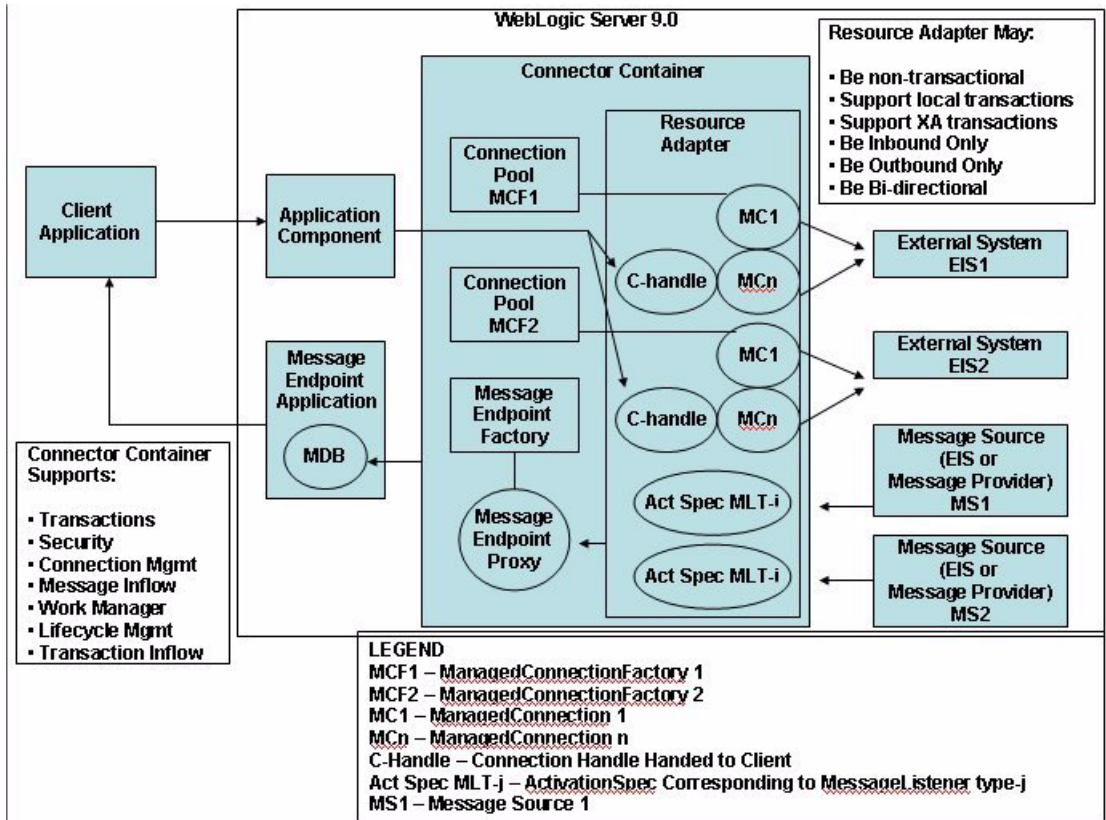 WebLogic Server 9.0
Resource Adapter May:
▪ Be non-transactional
▪ Support local transactions
▪ Support XA transactions
▪ Be Inbound Only
▪ Be Outbound Only
▪ Be Bi-directional
Connector Container
Resource
Adapter
Connection
Pool
MCF1
Client
Application
Application
Component
MC1
External System
EIS1
C-handle
MCn
Connection
Pool
MCF2
MC1
External System
EIS2
Message
Endpoint
Application
MDB
Message
Endpoint
Factory
C-handle
MCn
Message Source
(EIS or
Message Provider)
MS1
Connector Container
Supports:
▪ Transactions
▪ Security
▪ Connection Mgmt
▪ Message Inflow
▪ Work Manager
▪ Lifecycle Mgmt
▪ Transaction Inflow
Act Spec MLT-i
Message
Endpoint
Proxy
Act Spec MLT-i
Message Source
(EIS or
Message Provider)
MS2
LEGEND
MCF1 – ManagedConnectionFactory 1
MCF2 – ManagedConnectionFactory 2
MC1 – ManagedConnection 1
MCn – ManagedConnection n
C-Handle – Connection Handle Handed to Client
Act Spec MLT-j – ActivationSpec Corresponding to MessageListener type-j
MS1 – Message Source 1